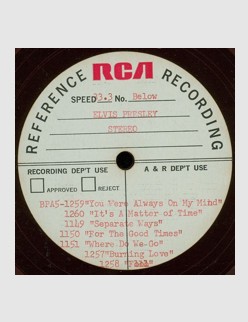 REFERENCE RCA RECORDING
SPEED 33.3 No. Below
ELVIS PRESLEY
STEREO
RECORDING DEP'T USE
A & R DEP'T USE
APPROVED REJECT
BPA5-1259"You Were Always On My Mind"
1260 "It's A Matter of Time"
1149 "Separate Ways"
1150 "For The Good Times"
1151 "Where Do We Go"
1257"Burning Love"
1258 "